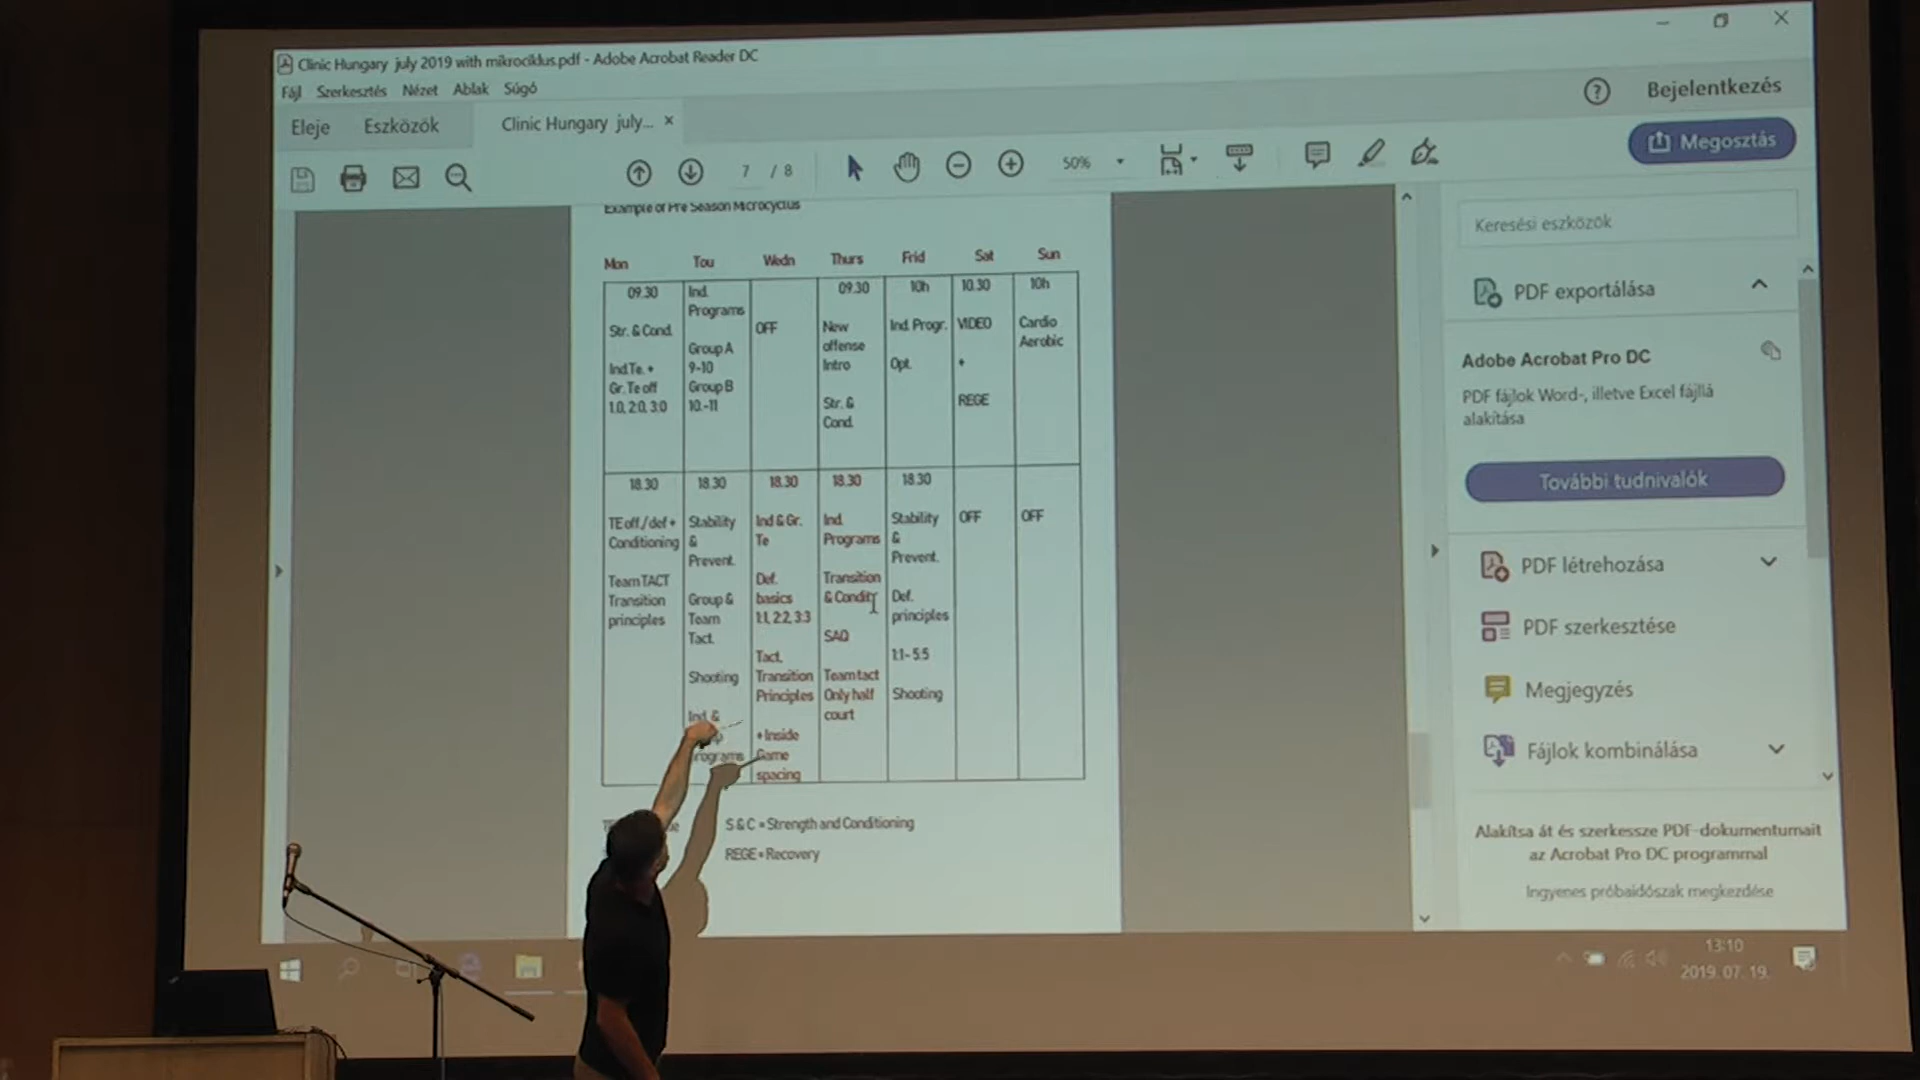 Clinic Hungary july 2019 with mikrociklus.pdf - Adobe Acrobat Reader DC
Fájl Szerkesztés Nézet Ablak Súgó
Bejelentkezés
Eleje Eszközök Clinic Hungary july... ×
Megosztás
7 / 8 50%
Example of Pre Season Microcyclus
Mon Tou Wedn Thurs Frid Sat Sun
09.30
Str. & Cond.
Ind.Te. +
Gr. Te off
1:0, 2:0, 3:0
Ind.
Programs
Group A
9-10
Group B
10.-11
OFF
09.30
New
offense
Intro
Str. &
Cond.
10h
Ind. Progr.
Opt.
10.30
VIDEO
+
REGE
10h
Cardio
Aerobic
18.30
TE off./ def +
Conditioning
Team TACT
Transition
principles
18.30
Stability
&
Prevent.
Group &
Team
Tact.
Shooting
Ind. &
18.30
Ind & Gr.
Te
Def.
basics
1:1, 2:2, 3:3
Tact.
Transition
Principles
+ Inside
Game
spacing
18.30
Ind.
Programs
Transition
& Condit
SAQ
Team tact
Only half
court
18.30
Stability
&
Prevent.
Def.
principles
1:1- 5:5
Shooting
OFF
OFF
S & C = Strength and Conditioning
REGE = Recovery
Keresési eszközök
PDF exportálása
Adobe Acrobat Pro DC
PDF fájlok Word-, illetve Excel fájllá
alakítása
További tudnivalók
PDF létrehozása
PDF szerkesztése
Megjegyzés
Fájlok kombinálása
Alakítsa át és szerkessze PDF-dokumentumait
az Acrobat Pro DC programmal
Ingyenes próbaidőszak megkezdése
13:10
2019. 07. 19.